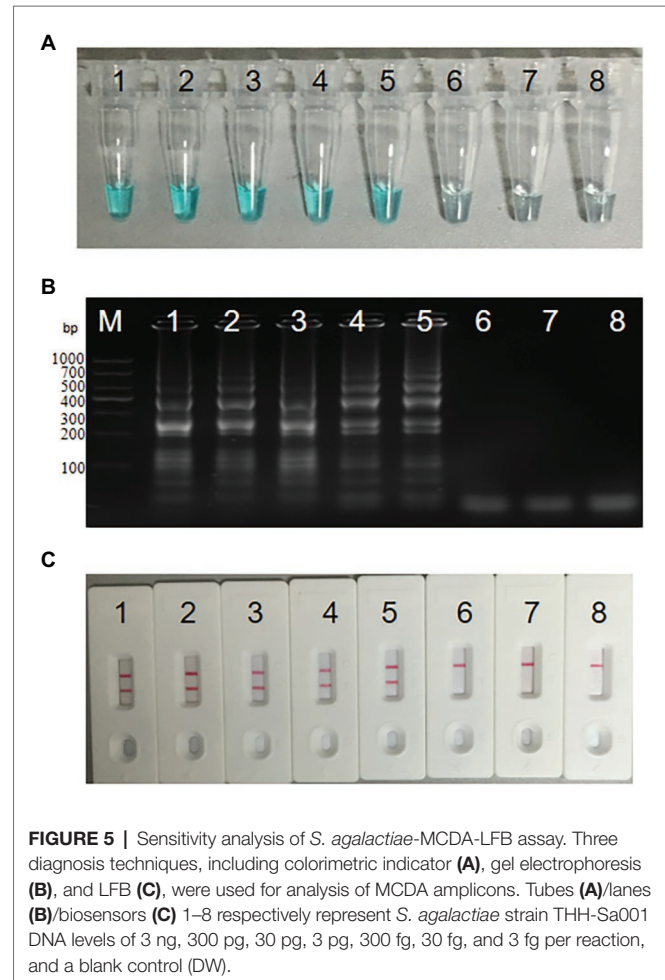 A
1 2 3 4 5 6 7 8
B
bp M 1 2 3 4 5 6 7 8
1000
700
500
400
300
200
100
C
1 2 3 4 5 6 7 8
FIGURE 5 | Sensitivity analysis of S. agalactiae-MCDA-LFB assay. Three
diagnosis techniques, including colorimetric indicator (A), gel electrophoresis
(B), and LFB (C), were used for analysis of MCDA amplicons. Tubes (A)/lanes
(B)/biosensors (C) 1–8 respectively represent S. agalactiae strain THH-Sa001
DNA levels of 3 ng, 300 pg, 30 pg, 3 pg, 300 fg, 30 fg, and 3 fg per reaction,
and a blank control (DW).